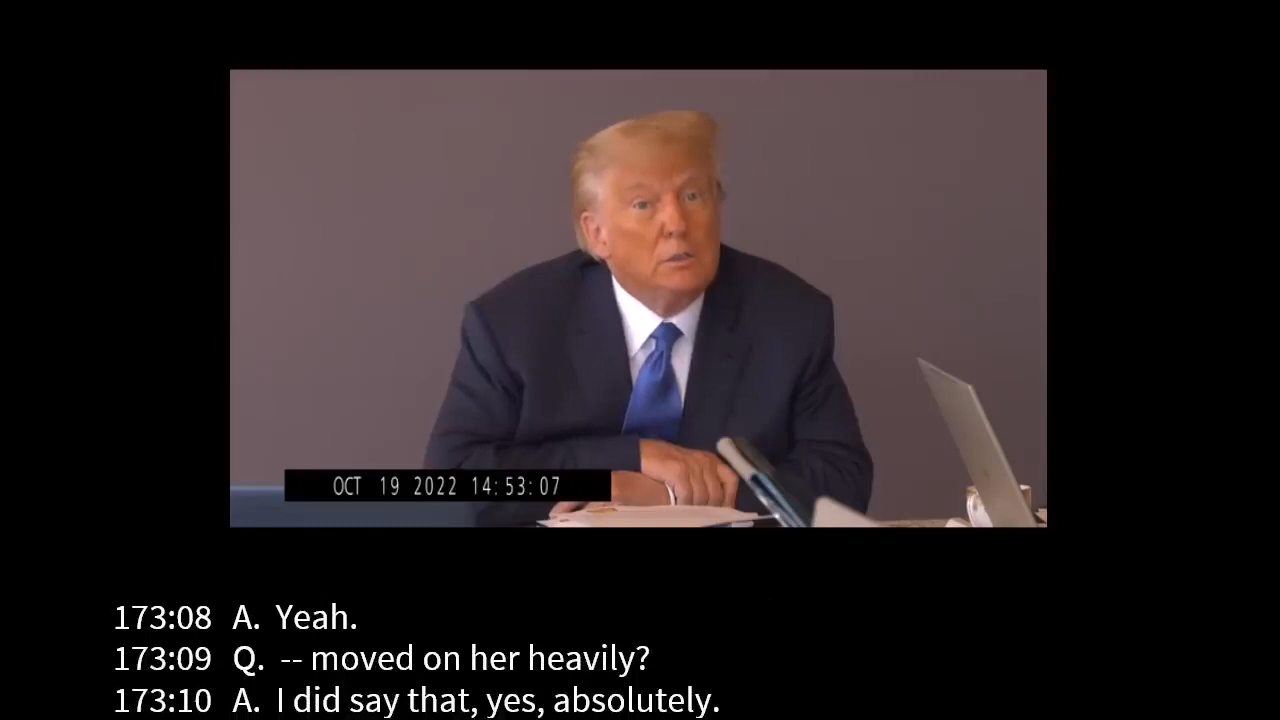 OCT 19 2022 14:53:07
173:08 A. Yeah.
173:09 Q. -- moved on her heavily?
173:10 A. I did say that, yes, absolutely.